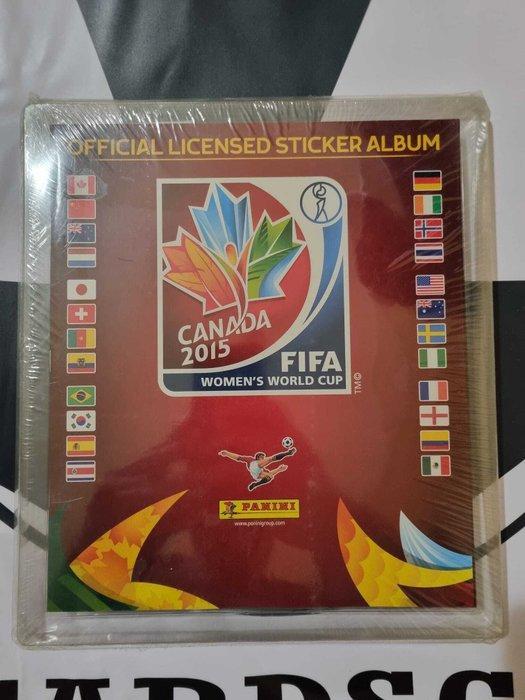 OFFICIAL LICENSED STICKER ALBUM
CANADA
2015
FIFA
WOMEN'S WORLD CUP
TM©
PANINI
www.paninigroup.com